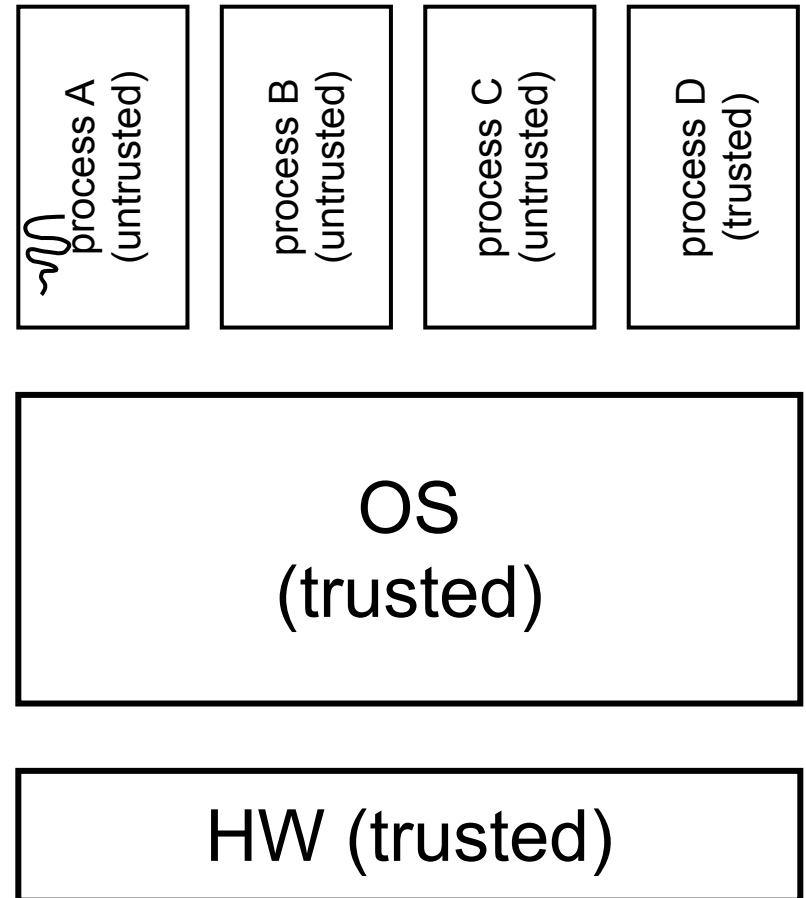 process A
(untrusted)
process B
(untrusted)
process C
(untrusted)
process D
(trusted)
OS
(trusted)
HW (trusted)